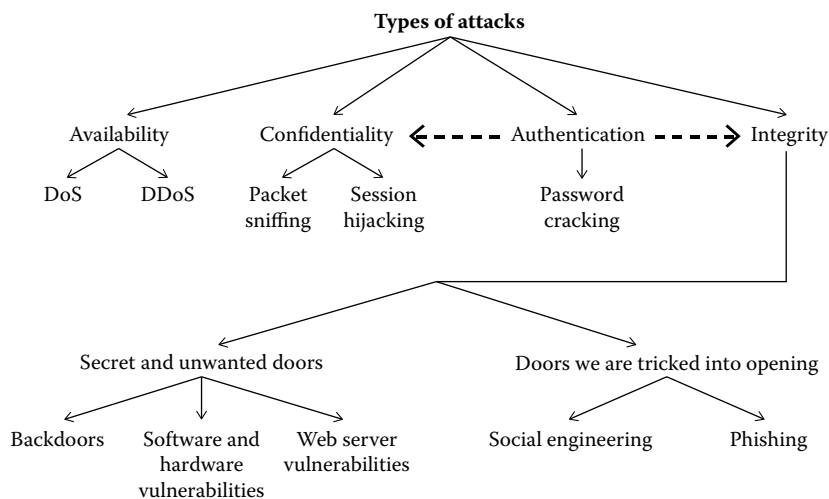 Types of attacks
Availability
Confidentiality
Authentication
Integrity
DoS
DDoS
Packet
sniffing
Session
hijacking
Password
cracking
Secret and unwanted doors
Doors we are tricked into opening
Backdoors
Software and
hardware
vulnerabilities
Web server
vulnerabilities
Social engineering
Phishing